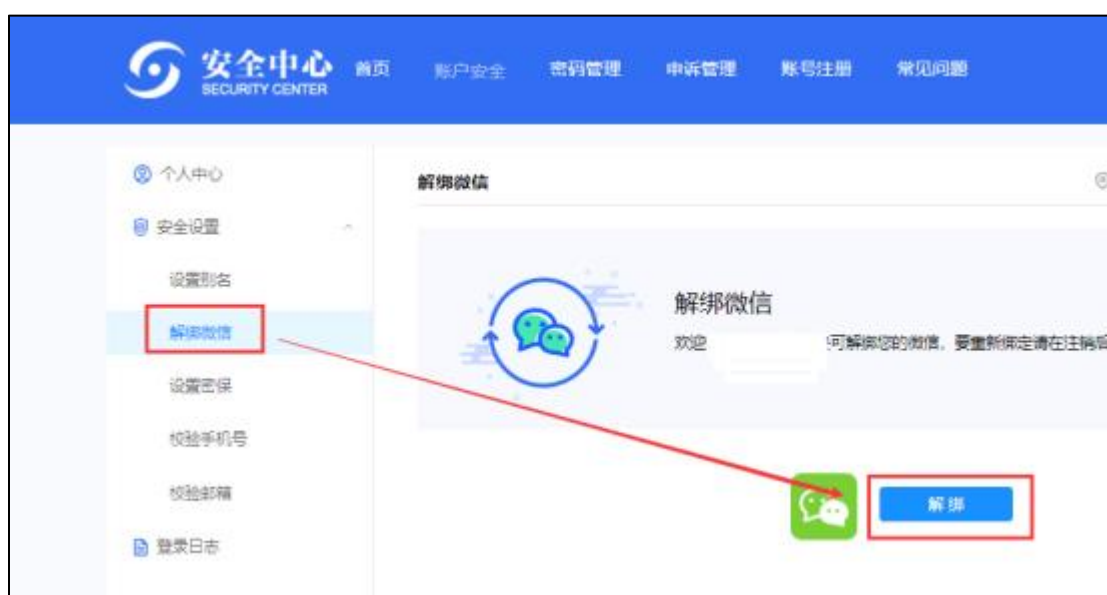 安全中心
SECURITY CENTER
首页 账户安全 密码管理 申诉管理 账号注册 常见问题
个人中心
安全设置
设置别名
解绑微信
设置密保
校验手机号
校验邮箱
登录日志
解绑微信
解绑微信
欢迎 可解绑您的微信，要重新绑定请在注销后
解绑